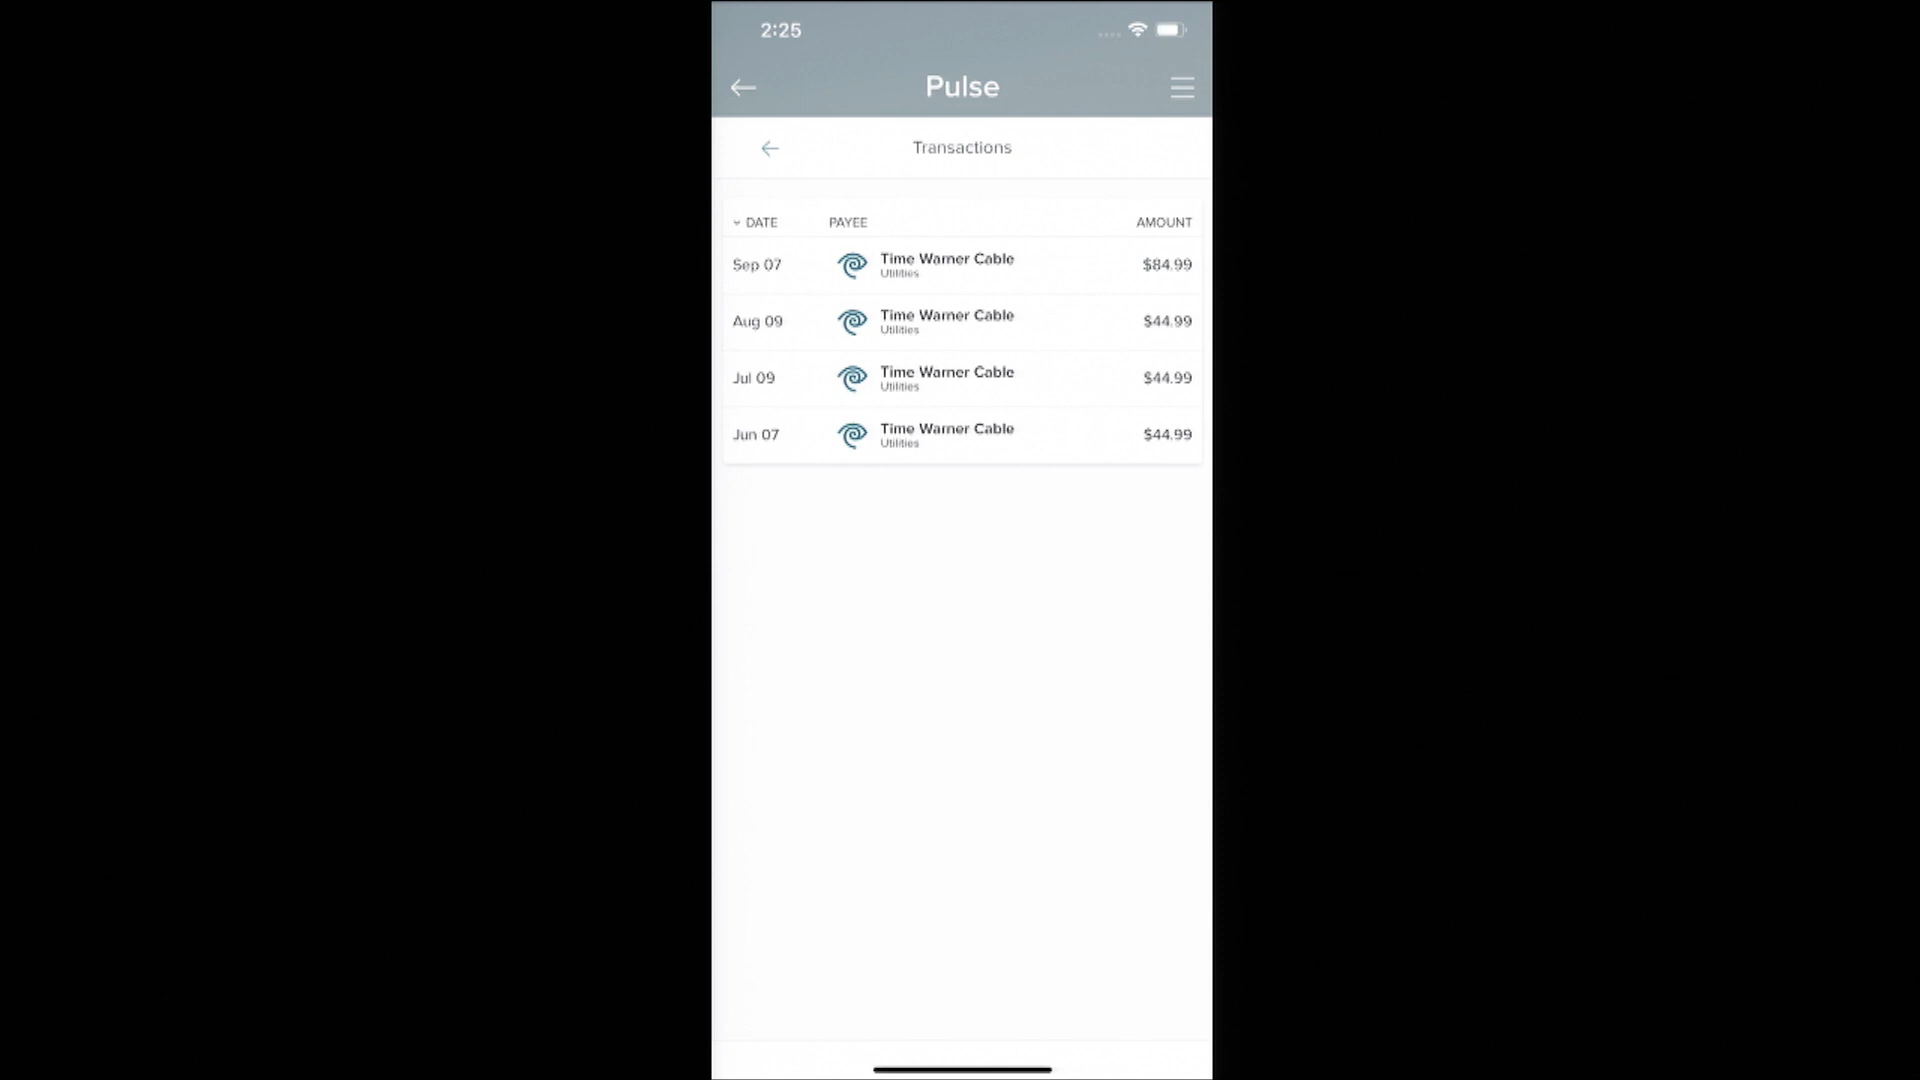 2:25
Pulse
Transactions
DATE PAYEE AMOUNT
Sep 07 Time Warner Cable $84.99
Utilities
Aug 09 Time Warner Cable $44.99
Utilities
Jul 09 Time Warner Cable $44.99
Utilities
Jun 07 Time Warner Cable $44.99
Utilities